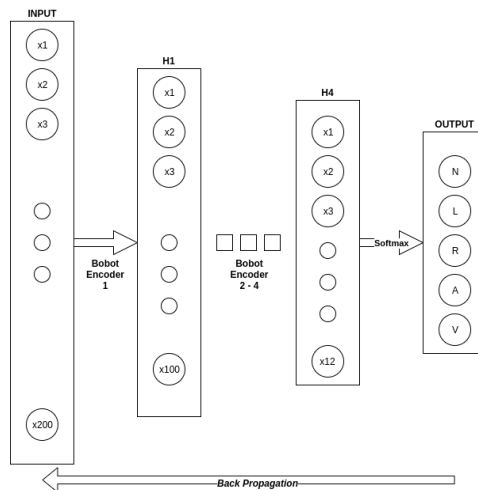 INPUT
x1
x2
x3
x200
Bobot
Encoder
1
H1
x1
x2
x3
x100
Bobot
Encoder
2 - 4
H4
x1
x2
x3
x12
Softmax
OUTPUT
N
L
R
A
V
Back Propagation